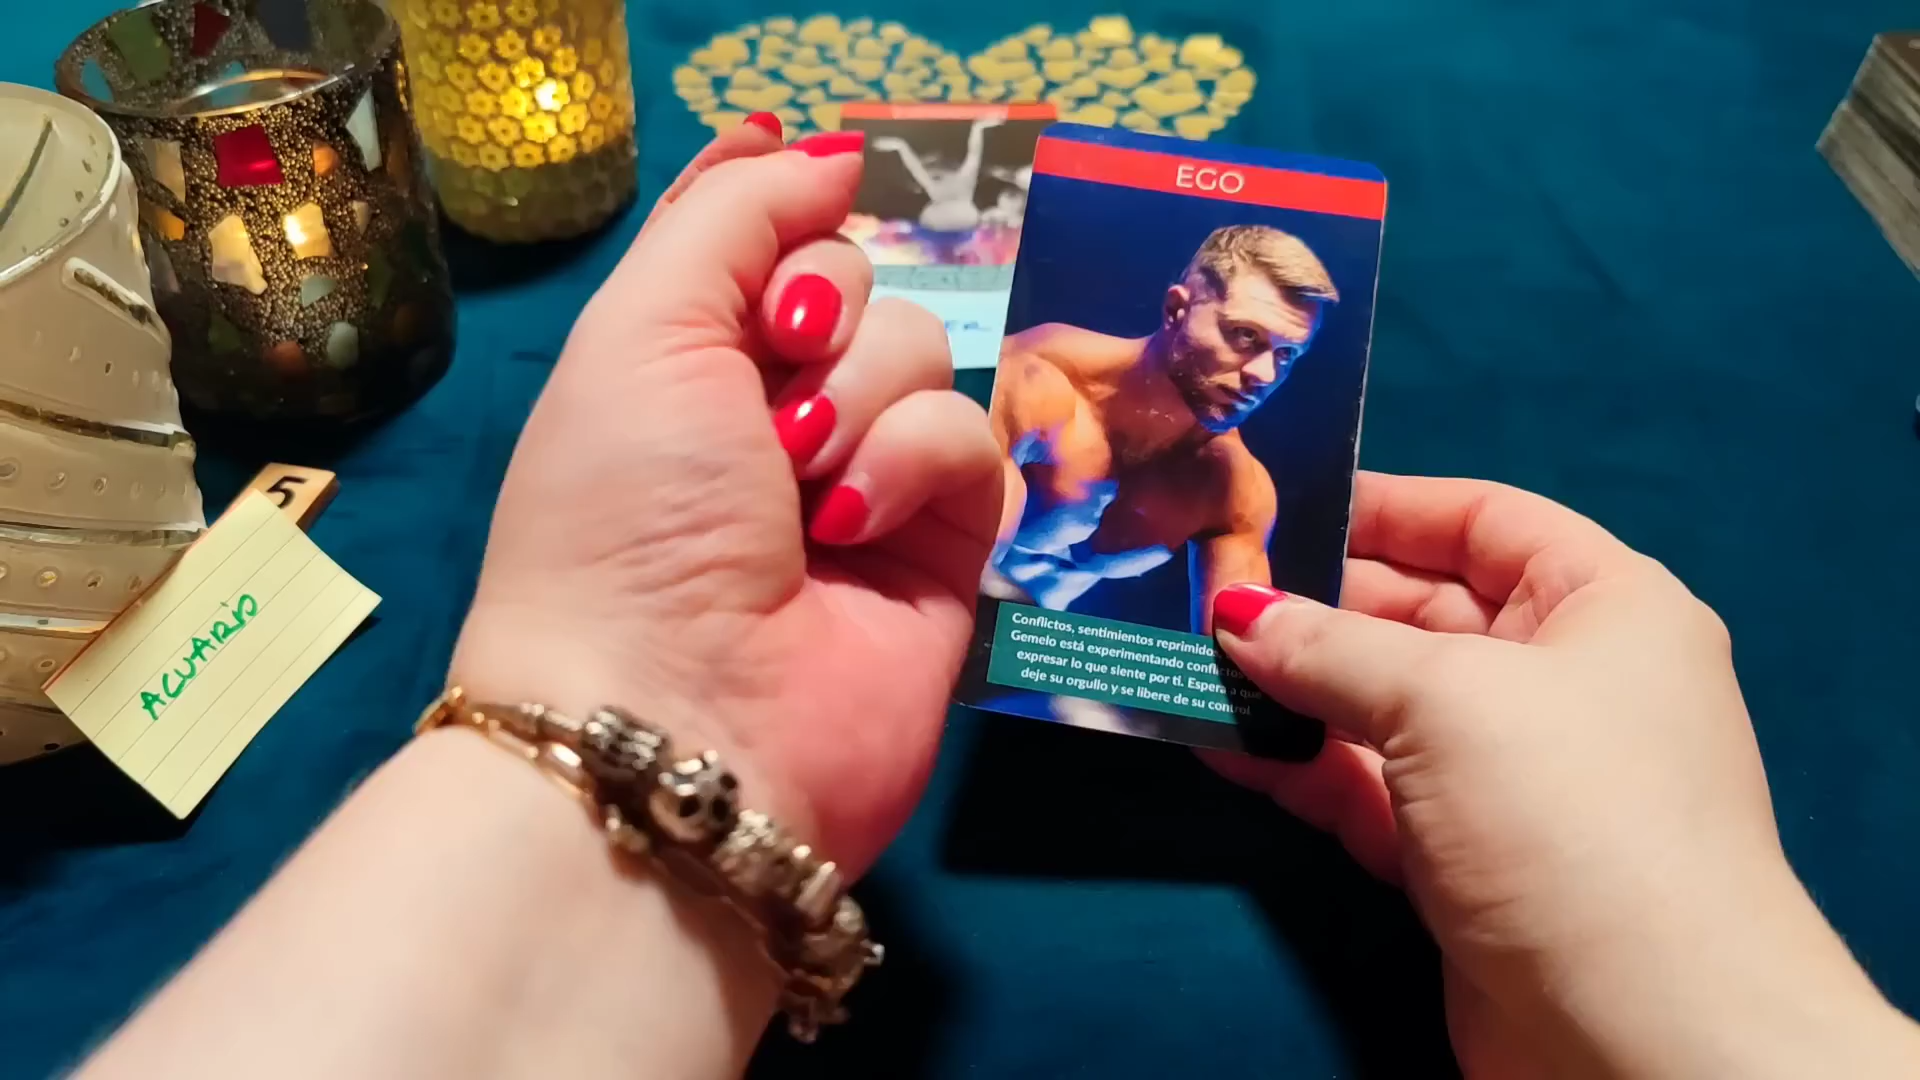 EGO
5
ACUARIO
Conflictos, sentimientos reprimidos,
Gemelo está experimentando conflictos
expresar lo que siente por ti. Espera a que
deje su orgullo y se libere de su control